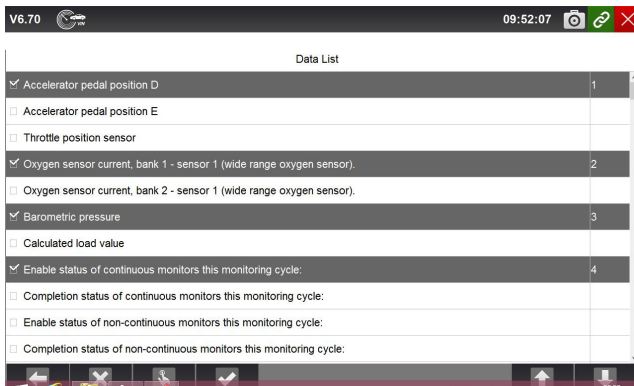 V6.70
VIN
09:52:07
Data List
Accelerator pedal position D 1
Accelerator pedal position E
Throttle position sensor
Oxygen sensor current, bank 1 - sensor 1 (wide range oxygen sensor). 2
Oxygen sensor current, bank 2 - sensor 1 (wide range oxygen sensor).
Barometric pressure 3
Calculated load value
Enable status of continuous monitors this monitoring cycle: 4
Completion status of continuous monitors this monitoring cycle:
Enable status of non-continuous monitors this monitoring cycle:
Completion status of non-continuous monitors this monitoring cycle: